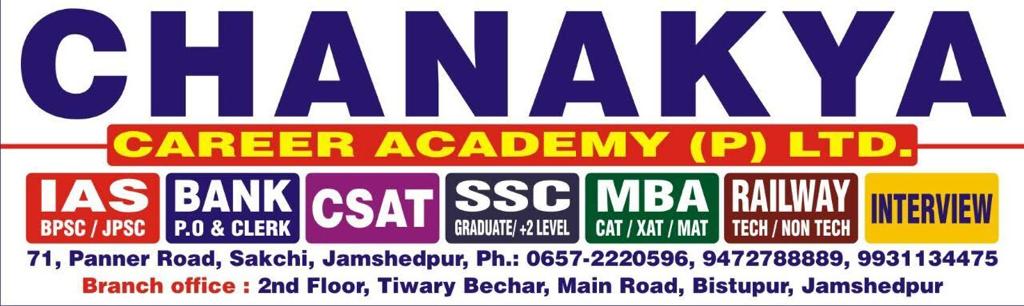 CHANAKYA
CAREER ACADEMY (P) LTD.
IAS BANK CSAT SSC MBA RAILWAY INTERVIEW
BPSC / JPSC P.O & CLERK GRADUATE/ +2 LEVEL CAT / XAT / MAT TECH / NON TECH
71, Panner Road, Sakchi, Jamshedpur, Ph.: 0657-2220596, 9472788889, 9931134475
Branch office : 2nd Floor, Tiwary Bechar, Main Road, Bistupur, Jamshedpur